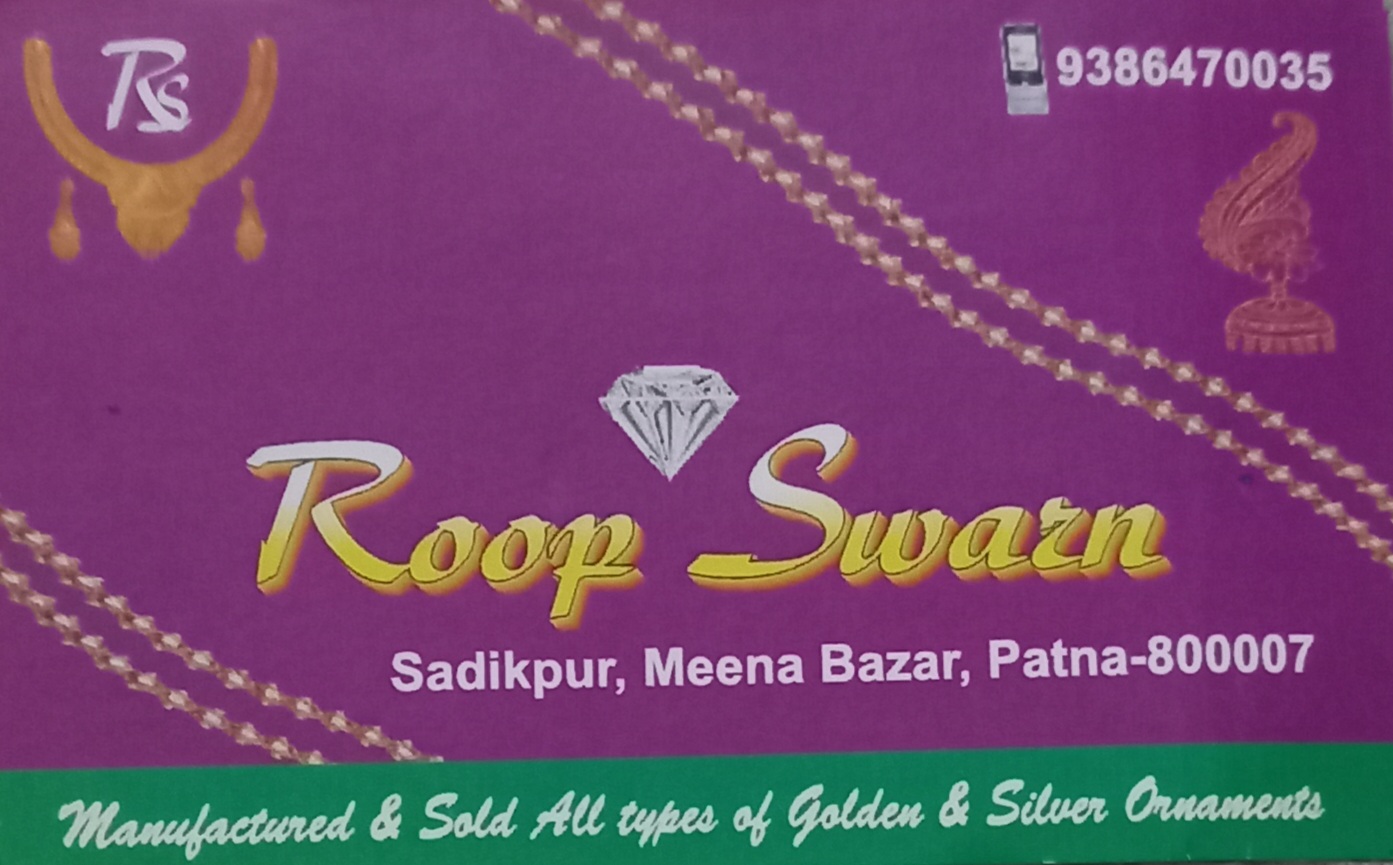 RS
9386470035
Roop Swarn
Sadikpur, Meena Bazar, Patna-800007
Manufactured & Sold All types of Golden & Silver Ornaments